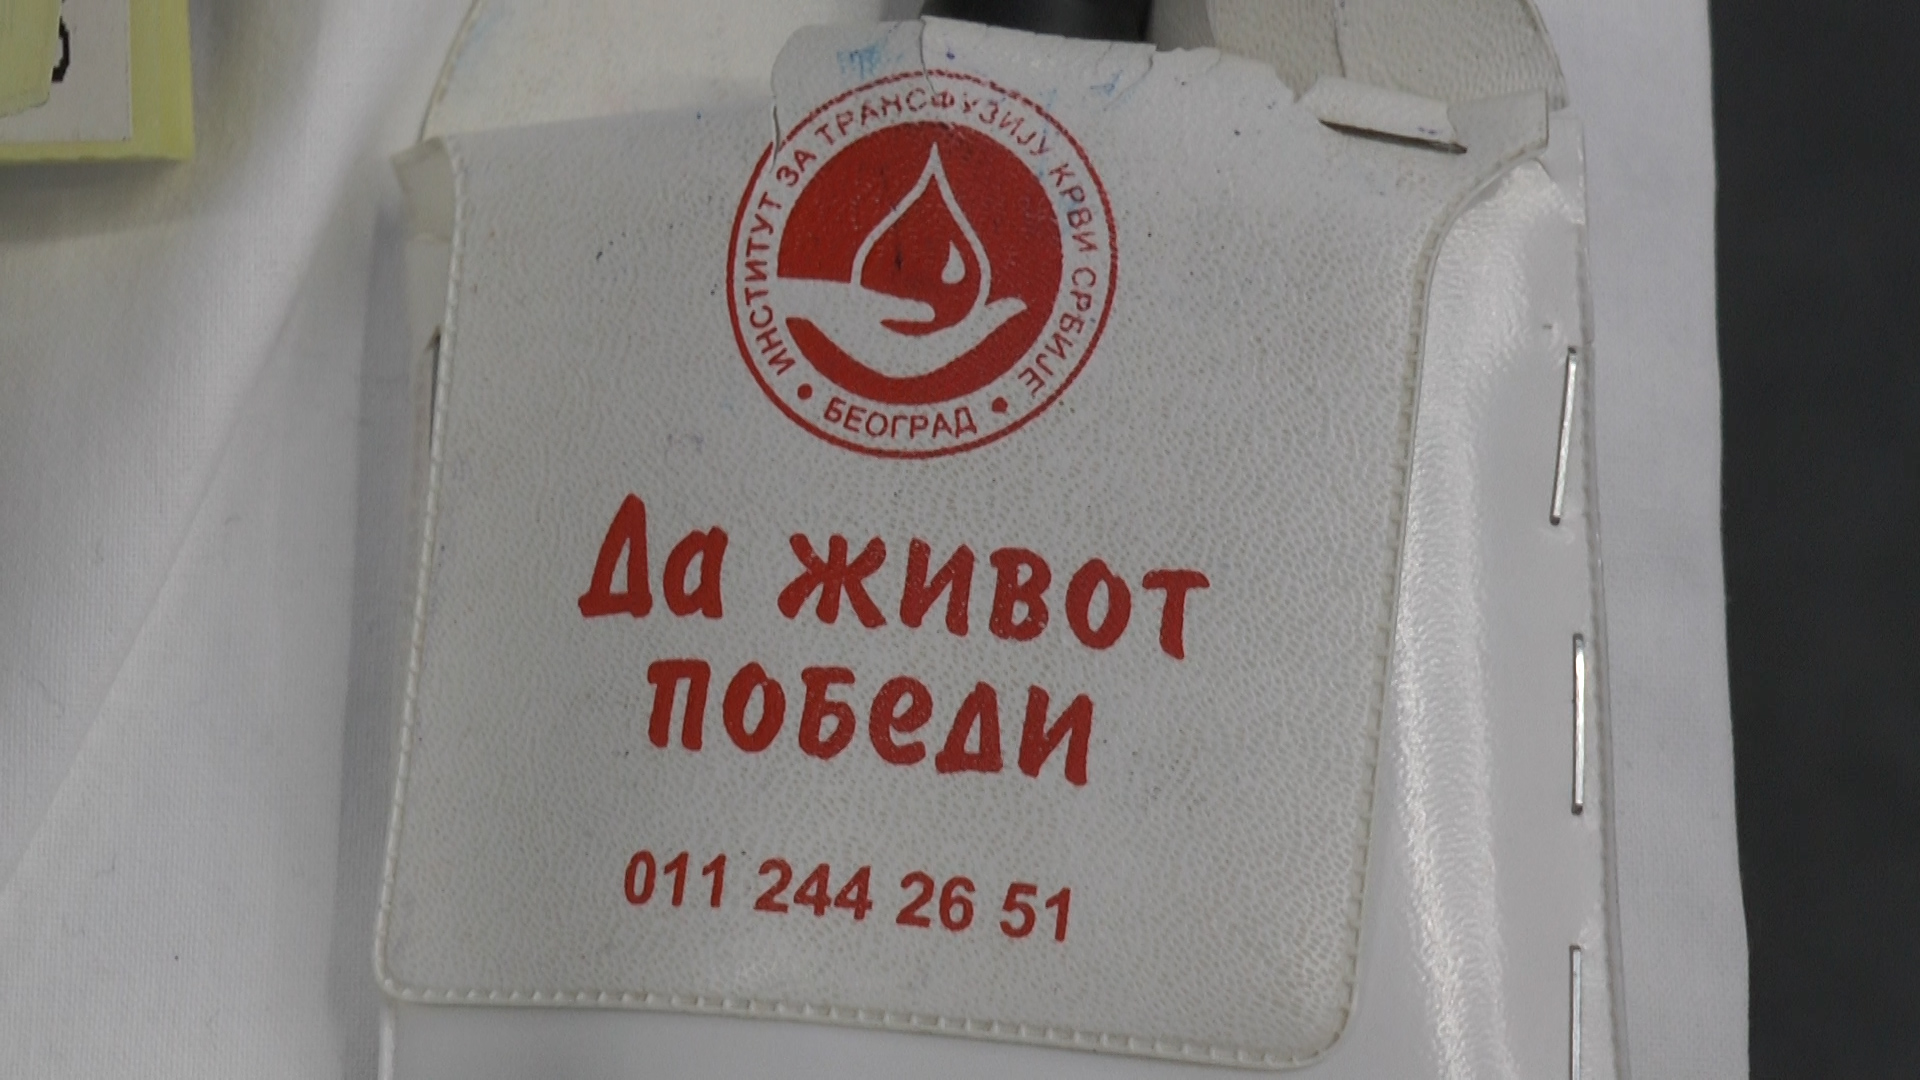 ИНСТИТУТ ЗА ТРАНСФУЗИЈУ КРВИ СРБИЈЕ
• БЕОГРАД •
Да живот
победи
011 244 26 51